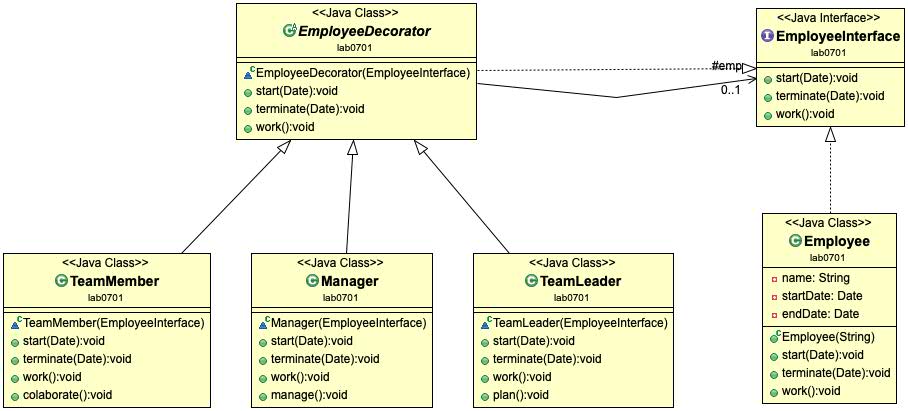 <<Java Class>>
EmployeeDecorator
lab0701
EmployeeDecorator(EmployeeInterface)
start(Date):void
terminate(Date):void
work():void
#emp
0..1
<<Java Interface>>
EmployeeInterface
lab0701
start(Date):void
terminate(Date):void
work():void
<<Java Class>>
TeamMember
lab0701
TeamMember(EmployeeInterface)
start(Date):void
terminate(Date):void
work():void
colaborate():void
<<Java Class>>
Manager
lab0701
Manager(EmployeeInterface)
start(Date):void
terminate(Date):void
work():void
manage():void
<<Java Class>>
TeamLeader
lab0701
TeamLeader(EmployeeInterface)
start(Date):void
terminate(Date):void
work():void
plan():void
<<Java Class>>
Employee
lab0701
name: String
startDate: Date
endDate: Date
Employee(String)
start(Date):void
terminate(Date):void
work():void